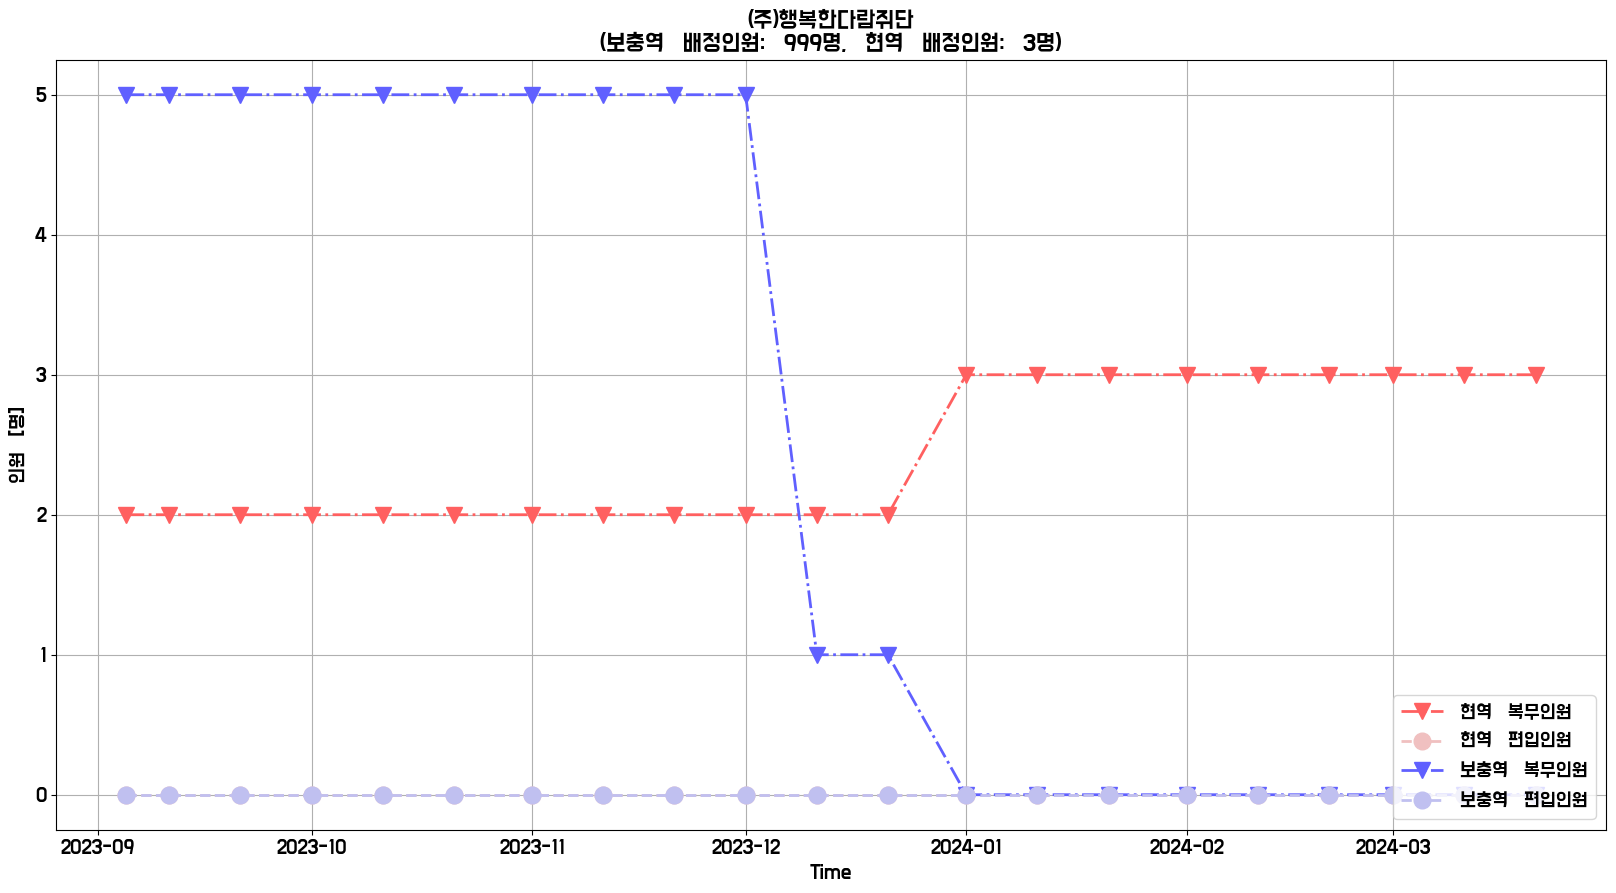 (주)행복한다람쥐단
(보충역 배정인원: 999명, 현역 배정인원: 3명)
5
4
3
2
1
0
인원 [명]
현역 복무인원
현역 편입인원
보충역 복무인원
보충역 편입인원
2023-09 2023-10 2023-11 2023-12 2024-01 2024-02 2024-03
Time